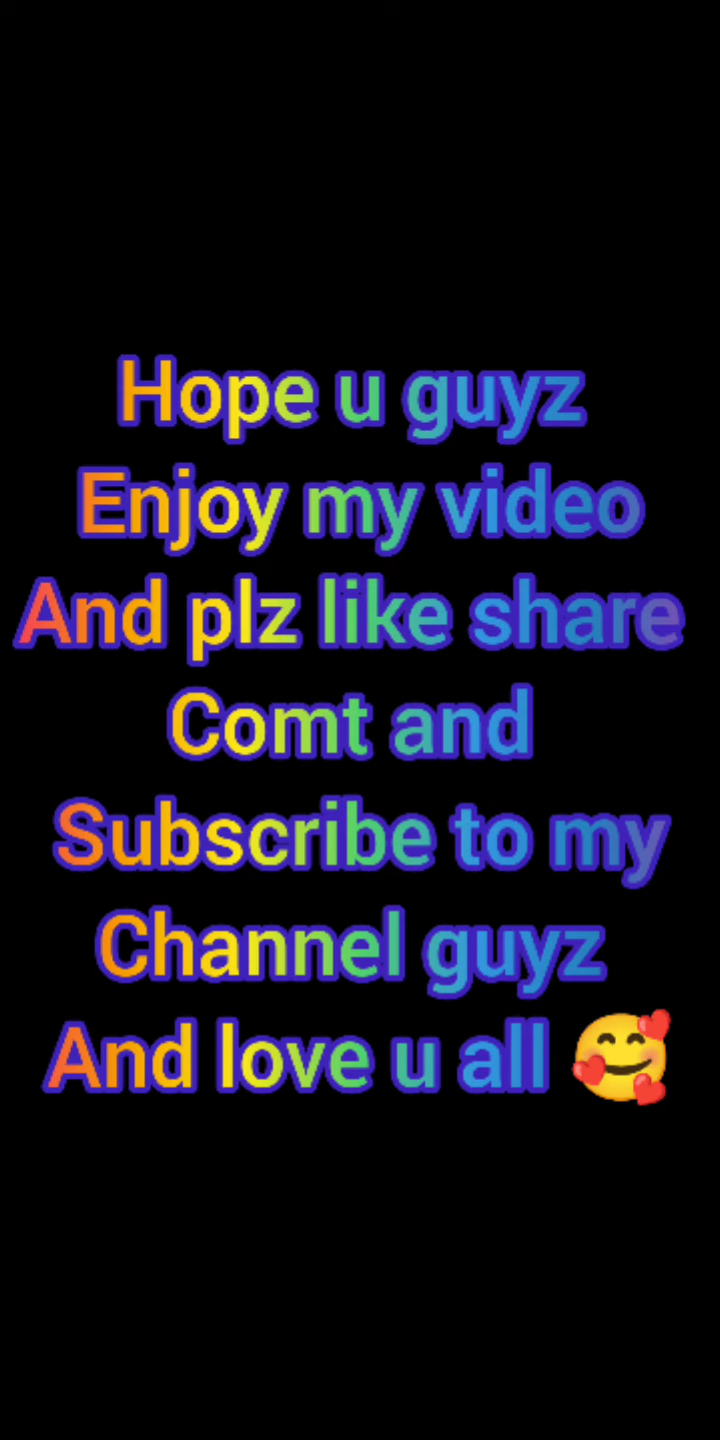 Hope u guyz
Enjoy my video
And plz like share
Comt and
Subscribe to my
Channel guyz
And love u all 🥰